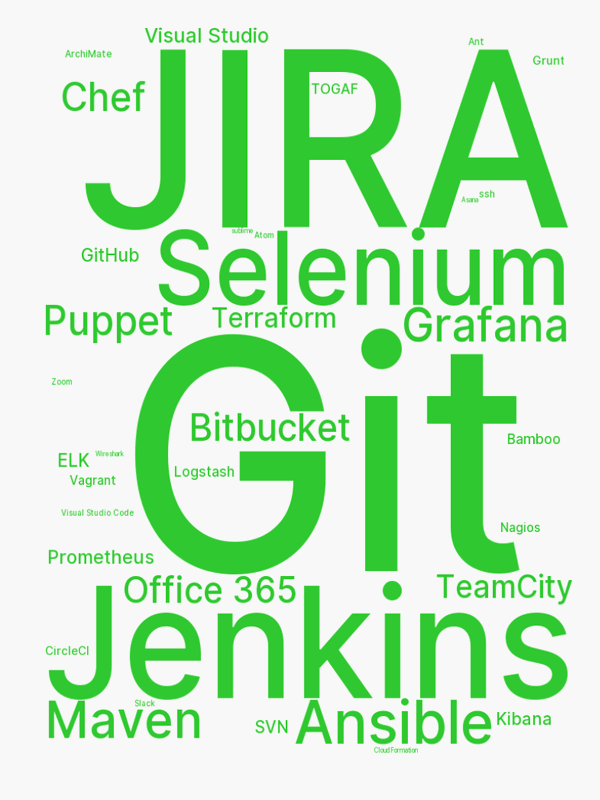 Visual Studio
Ant
ArchiMate
Grunt
JIRA
Chef
TOGAF
ssh
Asana
sublime
Atom
GitHub
Selenium
Puppet
Terraform
Grafana
Git
Zoom
Bitbucket
Bamboo
ELK
Wireshark
Logstash
Vagrant
Visual Studio Code
Nagios
Prometheus
Office 365
TeamCity
Jenkins
CircleCI
Slack
Maven
SVN
Ansible
Kibana
CloudFormation